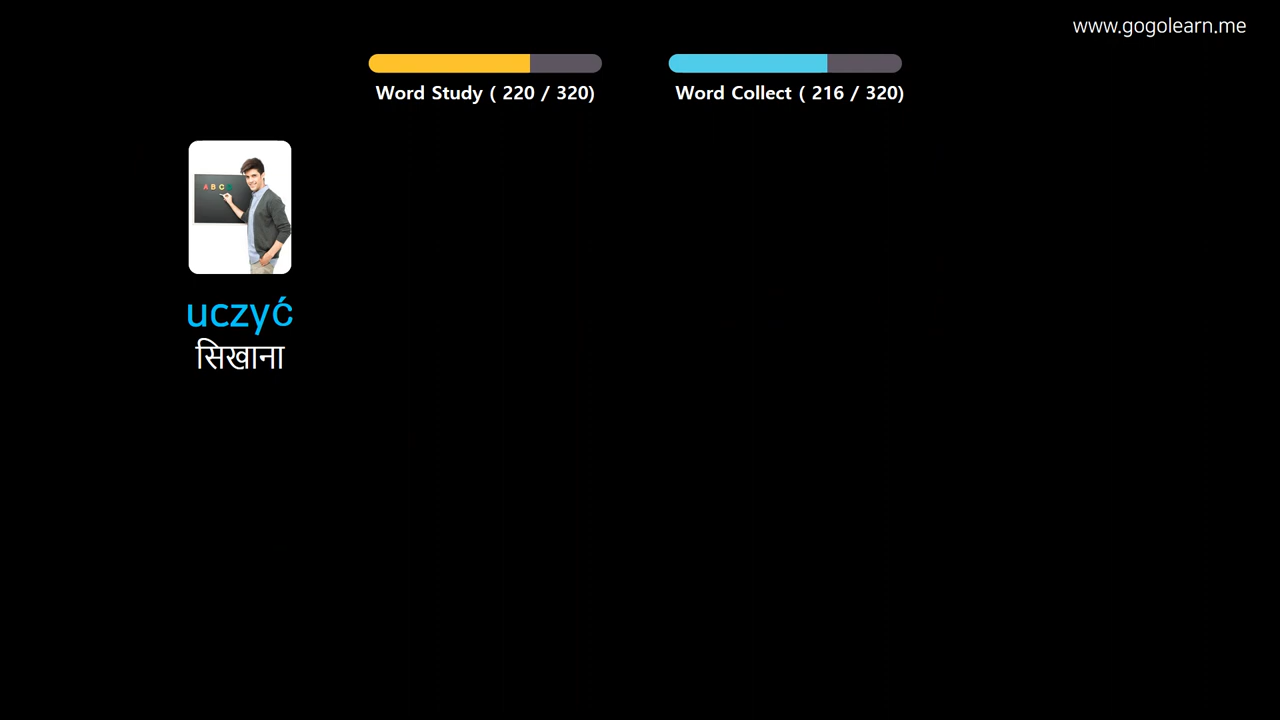 www.gogolearn.me
Word Study ( 220 / 320)
Word Collect ( 216 / 320)
A B C
uczyć
सिखाना